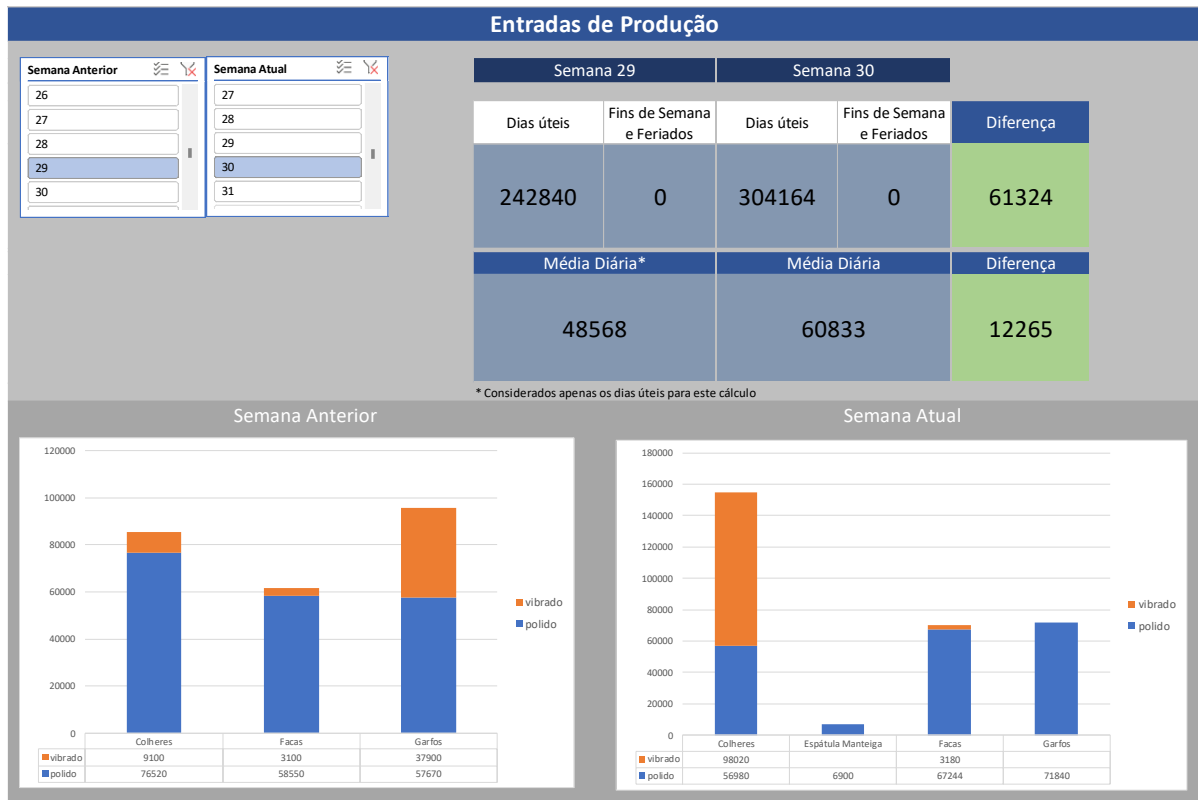 Entradas de Produção
Semana Anterior
26
27
28
29
30
Semana Atual
27
28
29
30
31
Semana 29
Semana 30
Dias úteis
Fins de Semana
e Feriados
Dias úteis
Fins de Semana
e Feriados
Diferença
242840
0
304164
0
61324
Média Diária*
Média Diária
Diferença
48568
60833
12265
* Considerados apenas os dias úteis para este cálculo
Semana Anterior
120000
100000
80000
60000
40000
20000
0
Colheres
Facas
Garfos
vibrado
9100
3100
37900
polido
76520
58550
57670
vibrado
polido
Semana Atual
180000
160000
140000
120000
100000
80000
60000
40000
20000
0
Colheres
Espátula Manteiga
Facas
Garfos
vibrado
98020
3180
polido
56980
6900
67244
71840
vibrado
polido